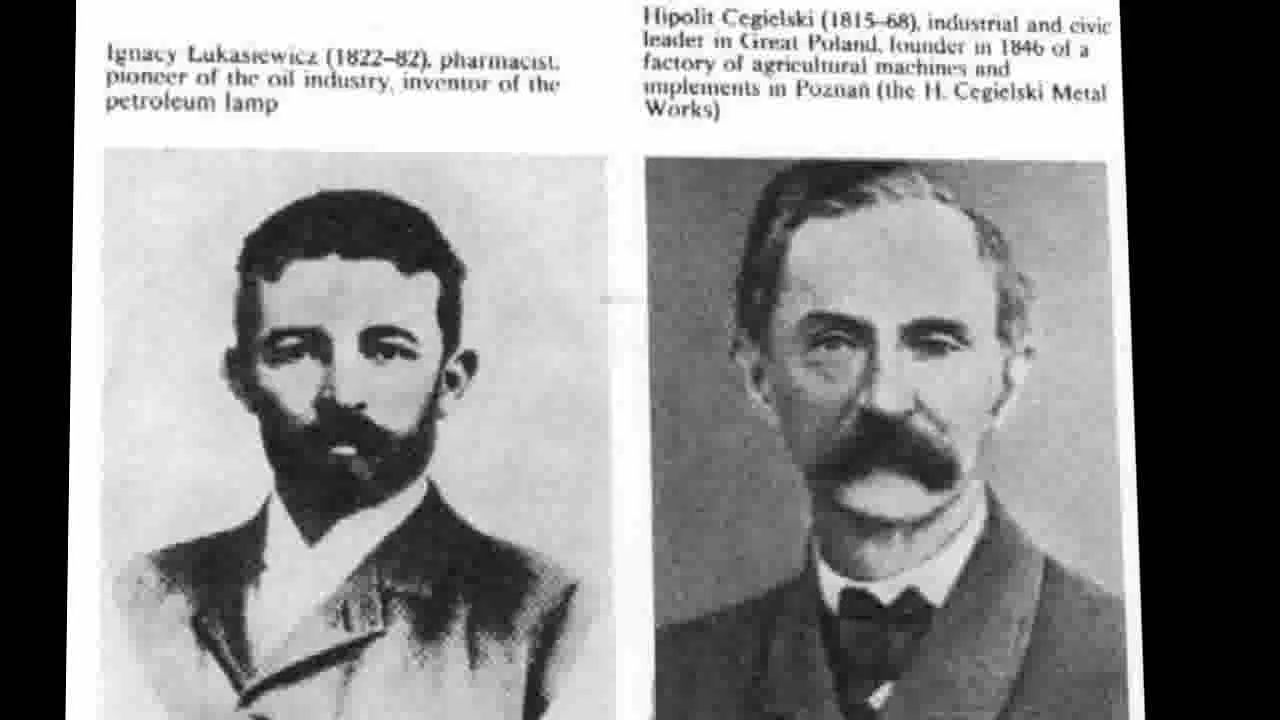 Ignacy Łukasiewicz (1822–82), pharmacist,
pioneer of the oil industry, inventor of the
petroleum lamp
Hipolit Cegielski (1815–68), industrial and civic
leader in Great Poland, founder in 1846 of a
factory of agricultural machines and
implements in Poznań (the H. Cegielski Metal
Works)